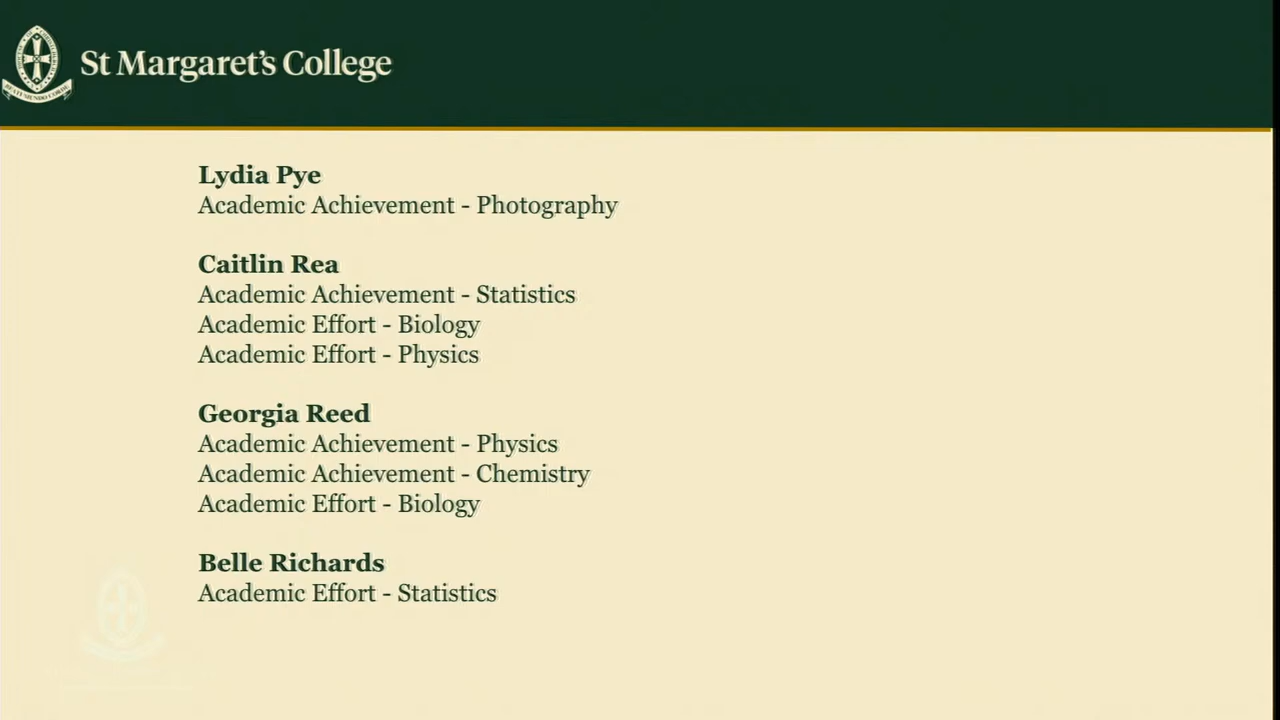 St Margaret's College
Lydia Pye
Academic Achievement - Photography
Caitlin Rea
Academic Achievement - Statistics
Academic Effort - Biology
Academic Effort - Physics
Georgia Reed
Academic Achievement - Physics
Academic Achievement - Chemistry
Academic Effort - Biology
Belle Richards
Academic Effort - Statistics